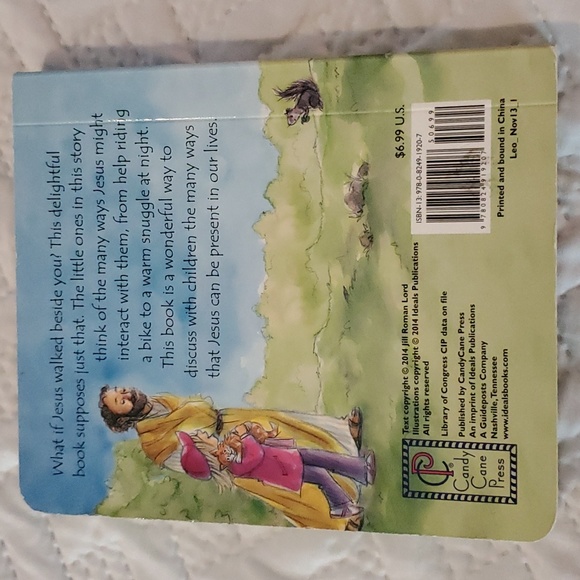 What if Jesus walked beside you? This delightful
book supposes just that. The little ones in this story
think of the many ways Jesus might
interact with them, from help riding
a bike to a warm snuggle at night.
This book is a wonderful way to
discuss with children the many ways
that Jesus can be present in our lives.
Candy
Cane
Press
CP
Text copyright © 2014 Jill Roman Lord
Illustrations copyright © 2014 Ideals Publications
All rights reserved
Library of Congress CIP data on file
Published by CandyCane Press
An imprint of Ideals Publications
A Guideposts Company
Nashville, Tennessee
www.idealsbooks.com
$6.99 U.S.
ISBN-13: 978-0-8249-1920-7
50699
9 780824 919207
Printed and bound in China
Leo_Nov13_1